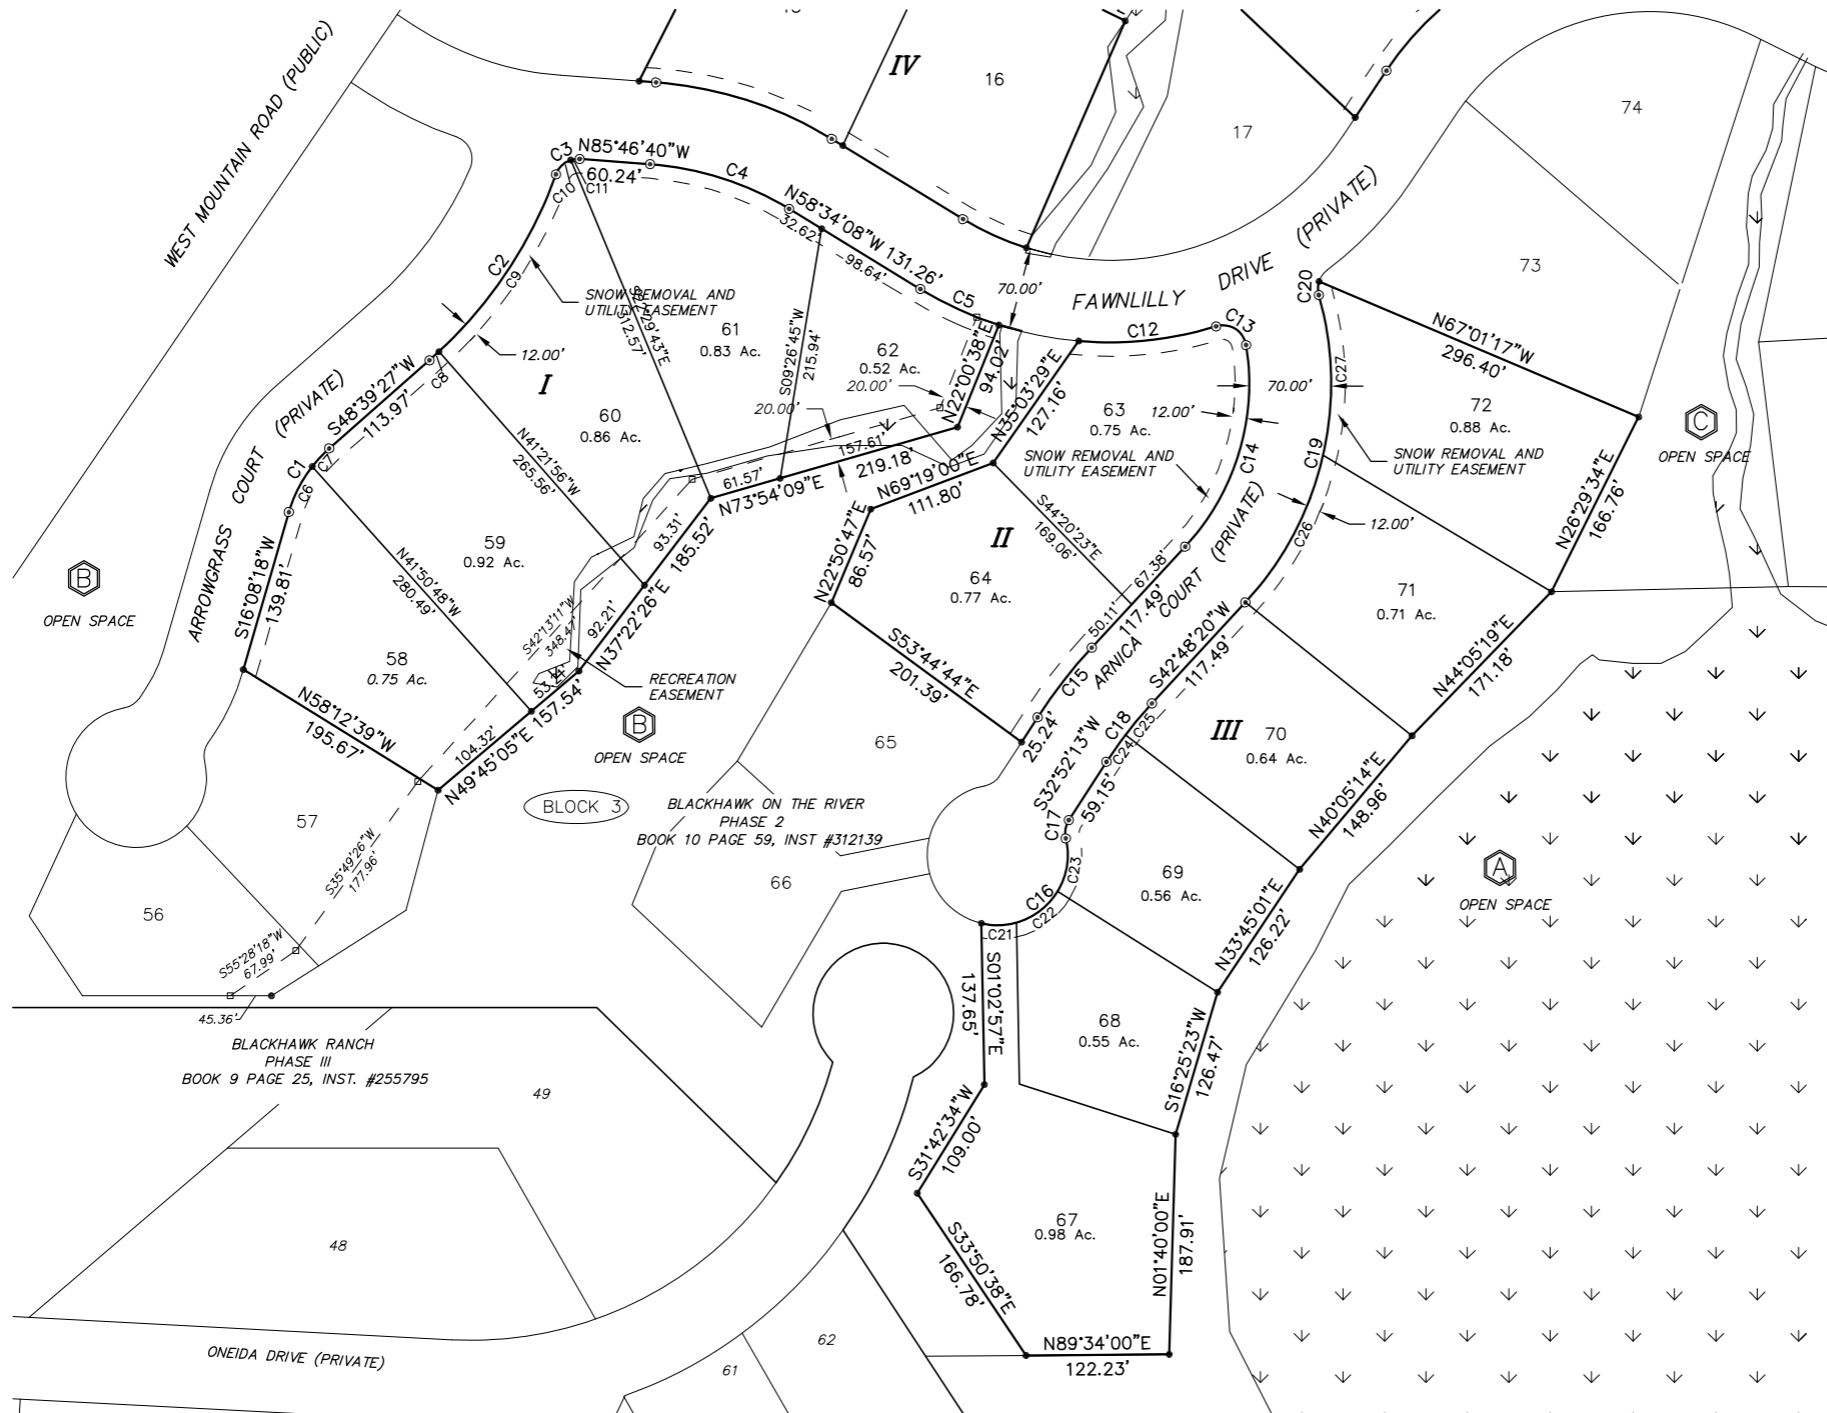 IV
16
17
74
73
WEST MOUNTAIN ROAD (PUBLIC)
C3
N85°46'40"W
60.24'
C10
C11
C4
N58°34'08"W 131.26'
32.62'
98.64'
C5
70.00'
FAWNLILLY DRIVE (PRIVATE)
C12
C13
C20
N67°01'17"W
296.40'
C2
C9
SNOW REMOVAL AND
UTILITY EASEMENT
12.00'
312.57'
61
0.83 Ac.
S09°26'45"W
215.94'
62
0.52 Ac.
20.00'
20.00'
N22°00'38"E
94.02'
N35°03'29"E
127.16'
63
0.75 Ac.
12.00'
70.00'
C27
SNOW REMOVAL AND
UTILITY EASEMENT
C14
C19
SNOW REMOVAL AND
UTILITY EASEMENT
72
0.88 Ac.
C
OPEN SPACE
N26°29'34"E
166.76'
ARROWGRASS COURT (PRIVATE)
S48°39'27"W
113.97'
C8
I
60
0.86 Ac.
N41°21'56"W
265.56'
C1
C7
C6
61.57'
157.61'
219.18'
N73°54'09"E
N69°19'00"E
111.80'
12.00'
C26
B
OPEN SPACE
S16°08'18"W
139.81'
59
0.92 Ac.
N41°50'48"W
280.49'
93.31'
185.52'
92.21'
N37°22'26"E
N22°50'47"E
86.57'
II
64
0.77 Ac.
S44°20'23"E
169.06'
67.38'
50.11'
117.49'
ARNICA COURT (PRIVATE)
S42°48'20"W
117.49'
71
0.71 Ac.
N44°05'19"E
171.18'
58
0.75 Ac.
S42°13'11"W
348.47'
53.24'
RECREATION
EASEMENT
N58°12'39"W
195.67'
104.32'
N49°45'05"E 157.54'
B
OPEN SPACE
S53°44'44"E
201.39'
C15
25.24'
65
C18
C25
C24
S32°52'13"W
59.15'
III
70
0.64 Ac.
N40°05'14"E
148.96'
57
BLOCK 3
BLACKHAWK ON THE RIVER
PHASE 2
BOOK 10 PAGE 59, INST #312139
C17
C23
69
0.56 Ac.
A
OPEN SPACE
S35°49'26"W
177.96'
56
66
C16
C22
C21
N33°45'01"E
126.22'
S55°28'18"W
67.99'
45.36'
S01°02'57"E
137.65'
BLACKHAWK RANCH
PHASE III
BOOK 9 PAGE 25, INST. #255795
68
0.55 Ac.
S16°25'23"W
126.47'
49
S31°42'34"W
109.00'
48
67
0.98 Ac.
S33°50'38"E
166.78'
N01°40'00"E
187.91'
N89°34'00"E
122.23'
ONEIDA DRIVE (PRIVATE)
61
62